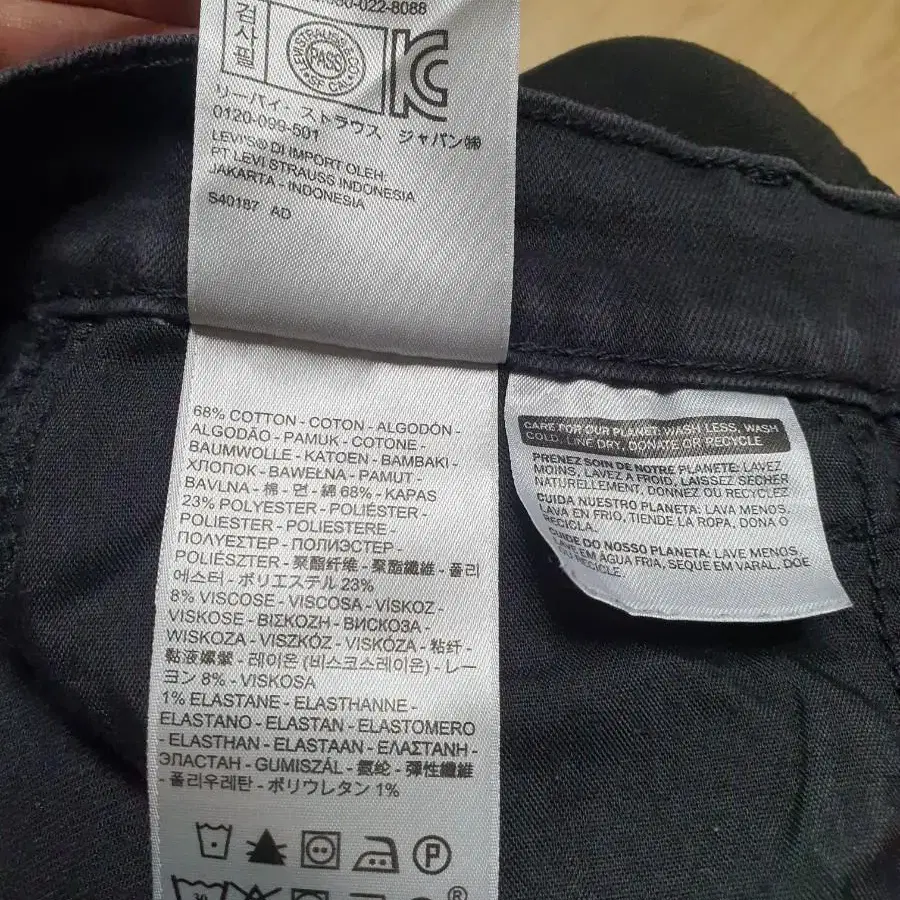 080-022-8088
검
사
필
PASS
リーバイ・ストラウス ジャパン㈱
0120-099-501
LEVI'S® DI IMPORT OLEH:
PT LEVI STRAUSS INDONESIA
JAKARTA - INDONESIA
S40187 AD
68% COTTON - COTON - ALGODÓN -
ALGODÃO - PAMUK - COTONE -
BAUMWOLLE - KATOEN - BAMBAKI -
ХЛОПОК - BAWEŁNA - PAMUT -
BAVLNA - 棉 - 면 - 綿 68% - KAPAS
23% POLYESTER - POLIÉSTER -
POLIESTER - POLIESTERE -
ΠΟΛΥΕΣΤΕΡ - ПОЛИЭСТЕР -
POLIÉSZTER - 聚酯纖維 - 聚酯纖維 - 폴리
에스터 - ポリエステル 23%
8% VISCOSE - VISCOSA - VISKOZ -
VISKOSE - ΒΙΣΚΟΖΗ - ВИСКОЗА -
WISKOZA - VISZKÓZ - VISKÓZA - 粘纤 -
黏液嫘縈 - 레이온 (비스코스레이온) - レー
ヨン 8% - VISKOSA
1% ELASTANE - ELASTHANNE -
ELASTANO - ELASTAN - ELASTOMERO
- ELASTHAN - ELASTAAN - ΕΛΑΣΤΑΝΗ -
ЭЛАСТАН - GUMISZÁL - 氨纶 - 彈性纖維
- 폴리우레탄 - ポリウレタン 1%
P
30
®
CARE FOR OUR PLANET: WASH LESS, WASH
COLD, LINE DRY, DONATE OR RECYCLE
PRENEZ SOIN DE NOTRE PLANETE: LAVEZ
MOINS, LAVEZ A FROID, LAISSEZ SÉCHER
NATURELLEMENT, DONNEZ OU RECYCLEZ
CUIDA NUESTRO PLANETA: LAVA MENOS,
LAVA EN FRIO, TIENDE LA ROPA, DONA O
RECICLA.
CUIDE DO NOSSO PLANETA: LAVE MENOS,
LAVE EM AGUA FRIA, SEQUE EM VARAL, DOE
RECICLE.